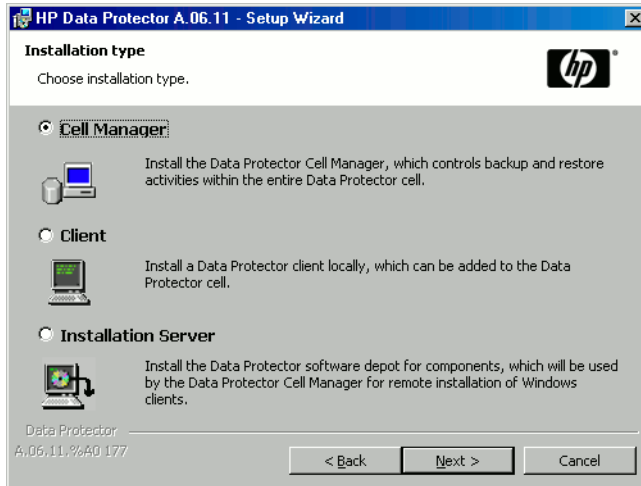 HP Data Protector A.06.11 - Setup Wizard
Installation type
Choose installation type.
hp
Cell Manager
Install the Data Protector Cell Manager, which controls backup and restore
activities within the entire Data Protector cell.
Client
Install a Data Protector client locally, which can be added to the Data
Protector cell.
Installation Server
Install the Data Protector software depot for components, which will be used
by the Data Protector Cell Manager for remote installation of Windows
clients.
Data Protector
A.06.11.%A0 177
< Back
Next >
Cancel